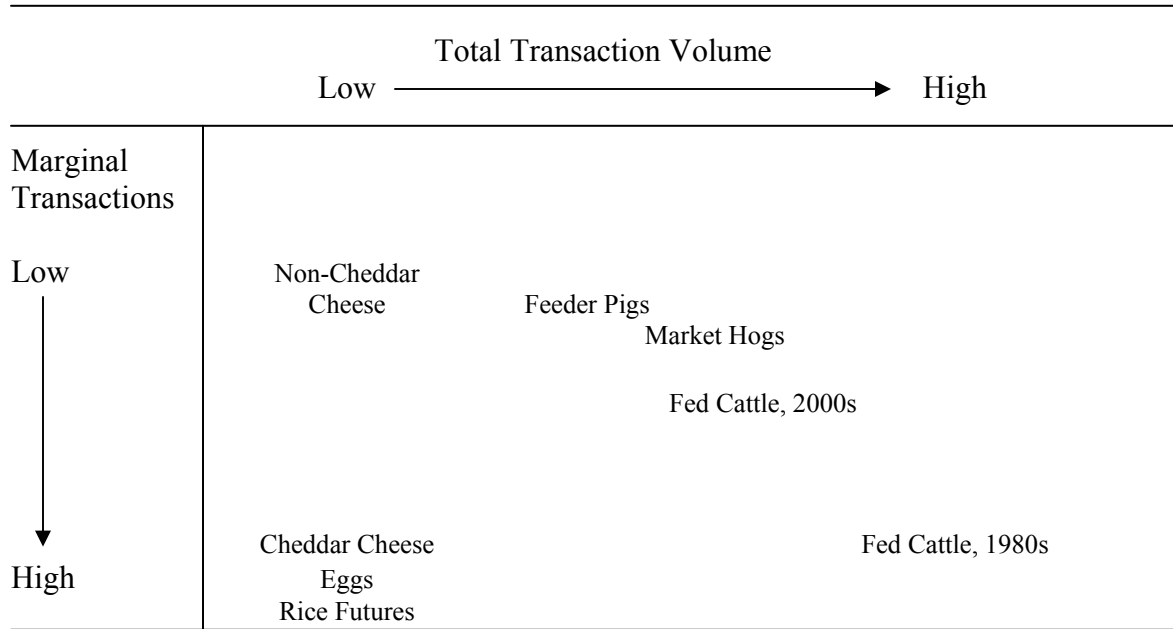 Total Transaction Volume
Low High
Marginal
Transactions
Low
Non-Cheddar
Cheese
Feeder Pigs
Market Hogs
Fed Cattle, 2000s
Cheddar Cheese
Fed Cattle, 1980s
High
Eggs
Rice Futures